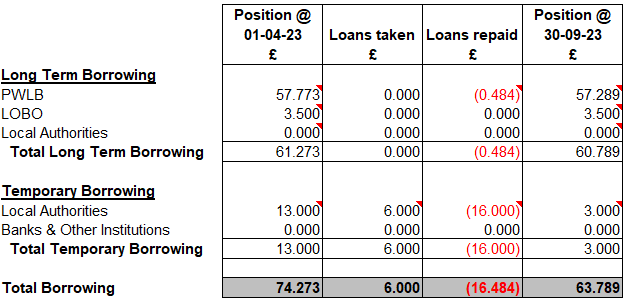 Position @ Position @
01-04-23 Loans taken Loans repaid 30-09-23
£ £ £ £
Long Term Borrowing
PWLB 57.773 0.000 (0.484) 57.289
LOBO 3.500 0.000 0.000 3.500
Local Authorities 0.000 0.000 0.000 0.000
Total Long Term Borrowing 61.273 0.000 (0.484) 60.789
Temporary Borrowing
Local Authorities 13.000 6.000 (16.000) 3.000
Banks & Other Institutions 0.000 0.000 0.000 0.000
Total Temporary Borrowing 13.000 6.000 (16.000) 3.000
Total Borrowing 74.273 6.000 (16.484) 63.789